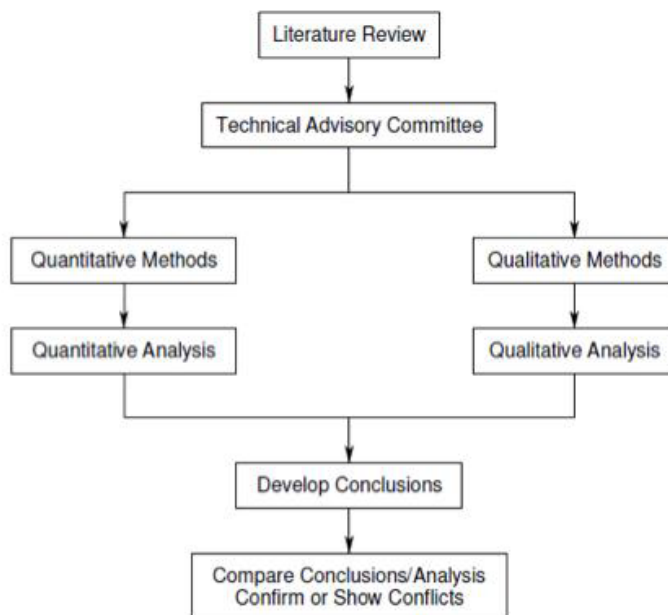 Literature Review
Technical Advisory Committee
Quantitative Methods
Qualitative Methods
Quantitative Analysis
Qualitative Analysis
Develop Conclusions
Compare Conclusions/Analysis
Confirm or Show Conflicts